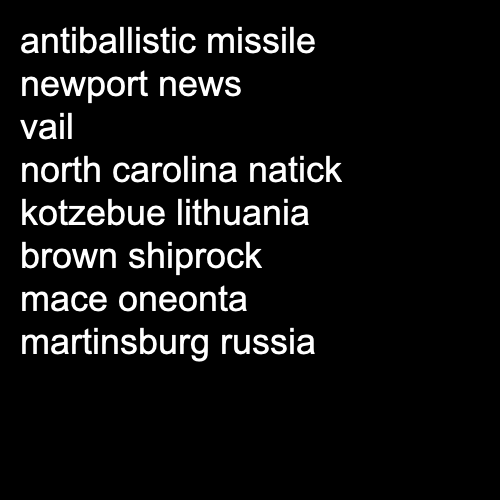 antiballistic missile
newport news
vail
north carolina natick
kotzebue lithuania
brown shiprock
mace oneonta
martinsburg russia